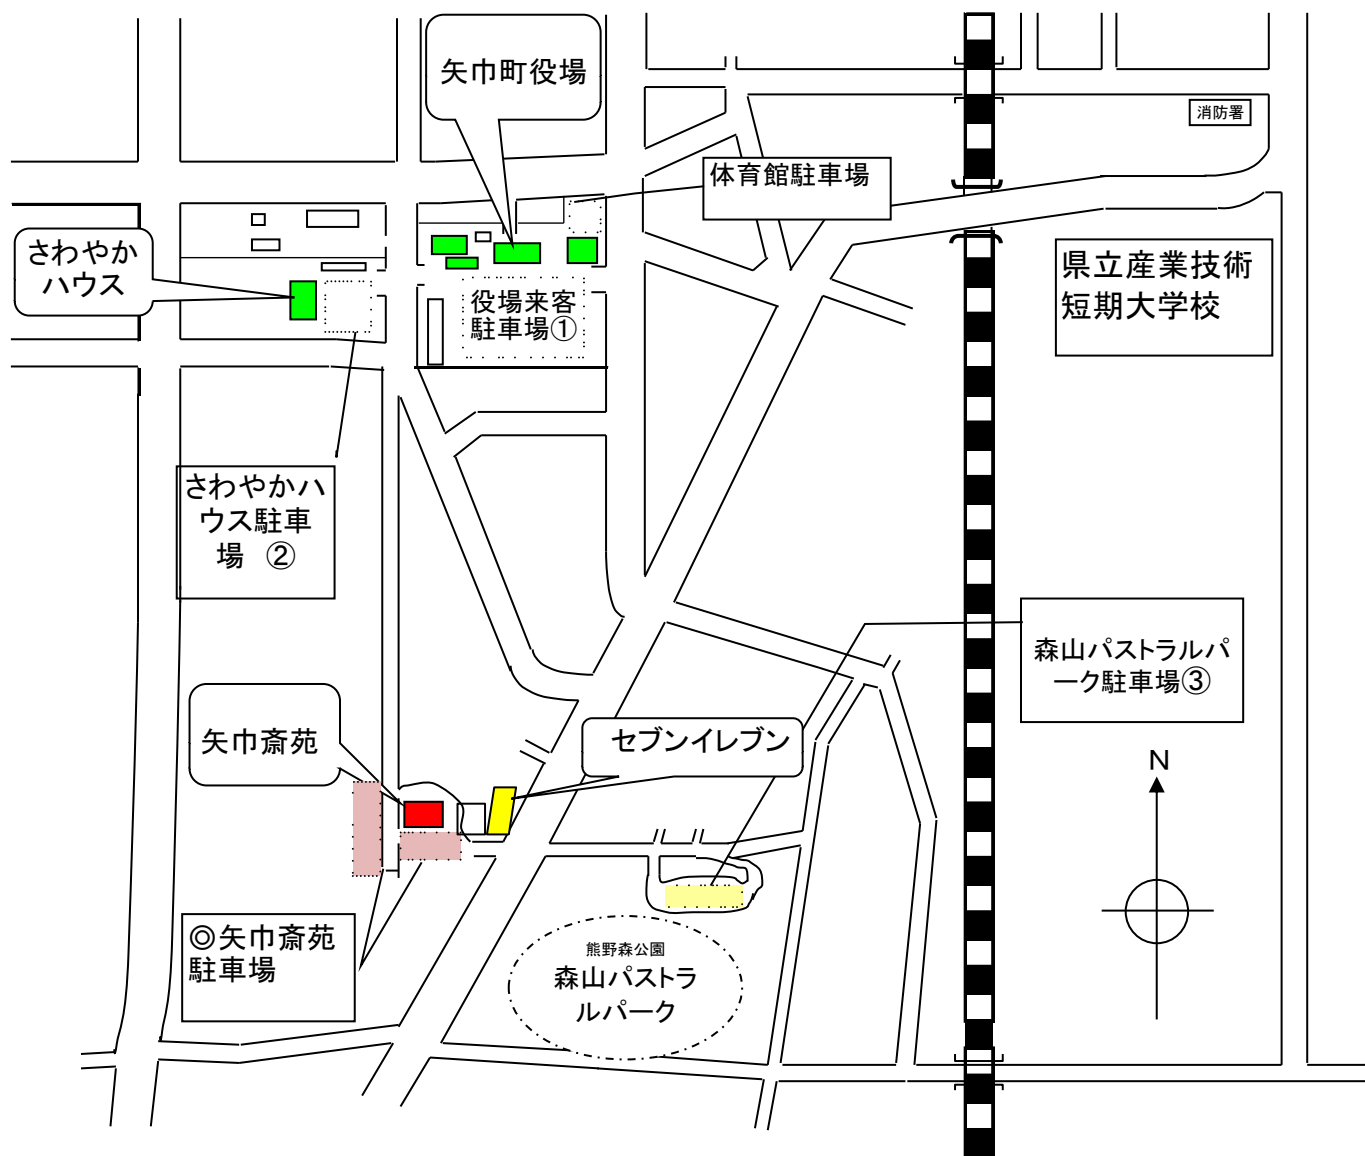 矢巾町役場
消防署
体育館駐車場
さわやか
ハウス
役場来客
駐車場①
県立産業技術
短期大学校
さわやかハ
ウス駐車
場 ②
森山パストラルパ
ーク駐車場③
矢巾斎苑
セブンイレブン
N
◎矢巾斎苑
駐車場
熊野森公園
森山パストラ
ルパーク